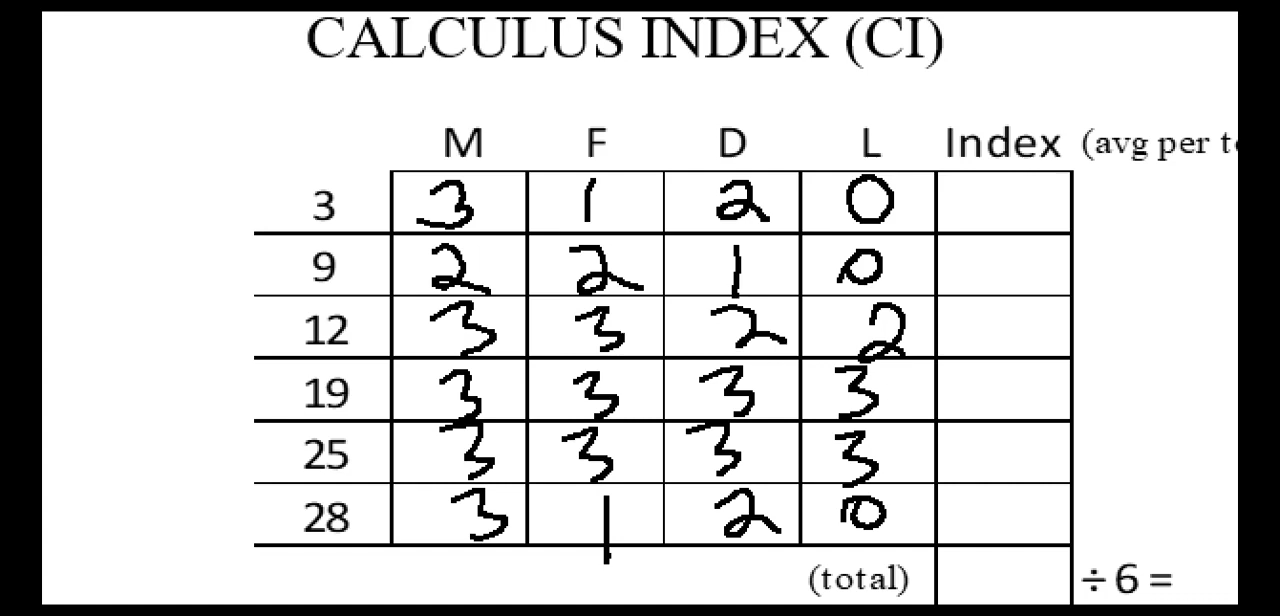 CALCULUS INDEX (CI)
M F D L Index (avg per t
3 3 1 2 0
9 2 2 1 0
12 3 3 2 2
19 3 3 3 3
25 3 3 3 3
28 3 1 2 0
(total) ÷ 6 =